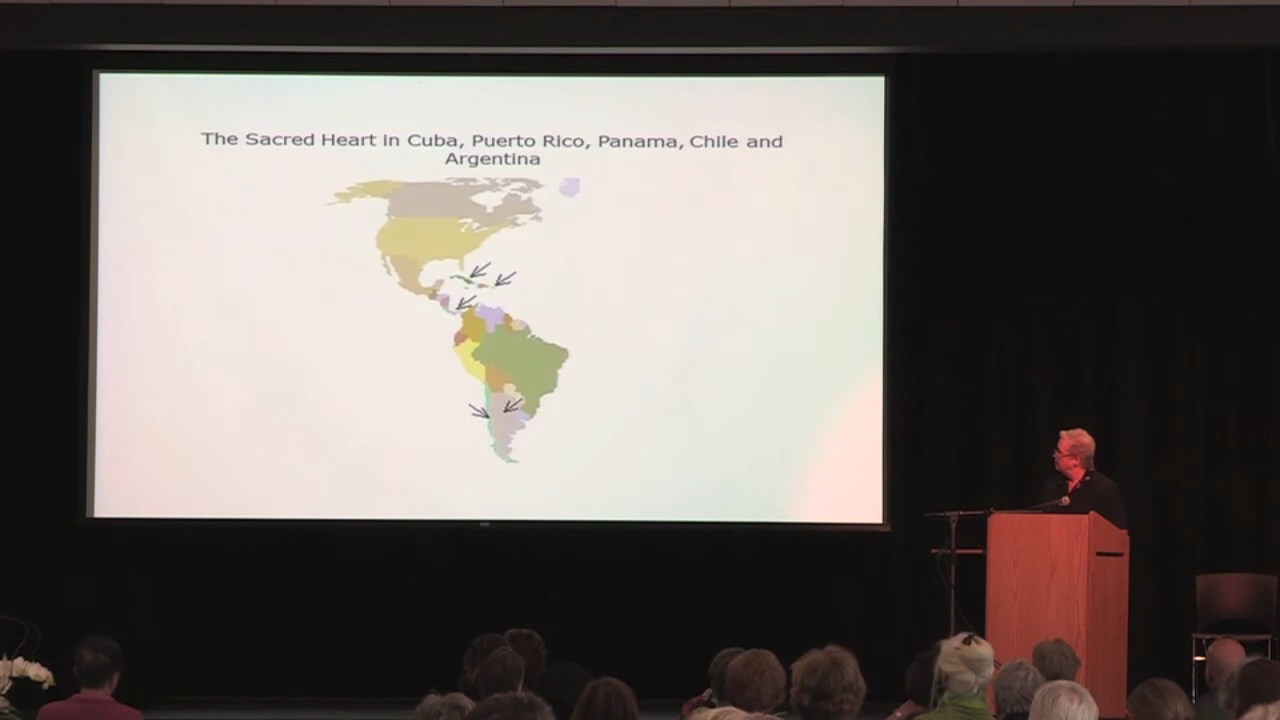 The Sacred Heart in Cuba, Puerto Rico, Panama, Chile and
Argentina